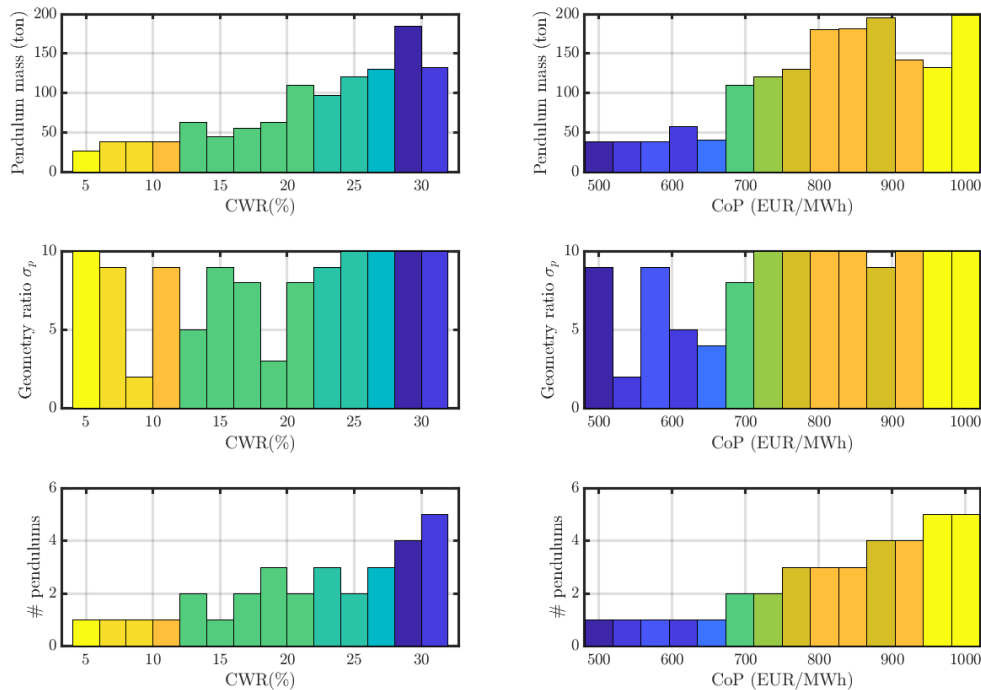 200
150
100
50
0
Pendulum mass (ton)
5 10 15 20 25 30
CWR(%)
200
150
100
50
0
Pendulum mass (ton)
500 600 700 800 900 1000
CoP (EUR/MWh)
10
5
0
Geometry ratio σ_p
5 10 15 20 25 30
CWR(%)
10
5
0
Geometry ratio σ_p
500 600 700 800 900 1000
CoP (EUR/MWh)
6
4
2
0
# pendulums
5 10 15 20 25 30
CWR(%)
6
4
2
0
# pendulums
500 600 700 800 900 1000
CoP (EUR/MWh)